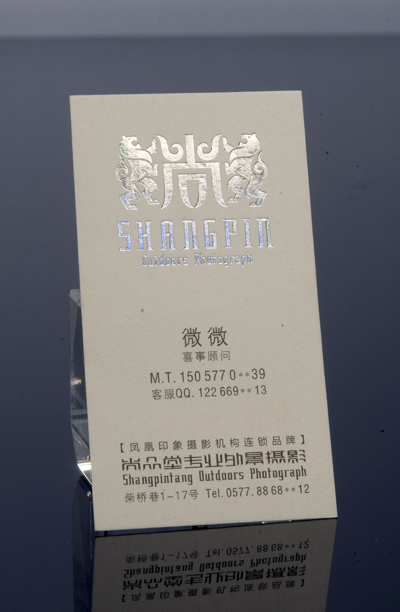 尚
SHANGPIN
Outdoors Photograph
微微
喜事顾问
M.T. 150 577 0**39
客服QQ. 122 669**13
【凤凰印象摄影机构连锁品牌】
尚品堂专业外景摄影
Shangpintang Outdoors Photograph
柴桥巷1-17号 Tel. 0577. 88 68**12